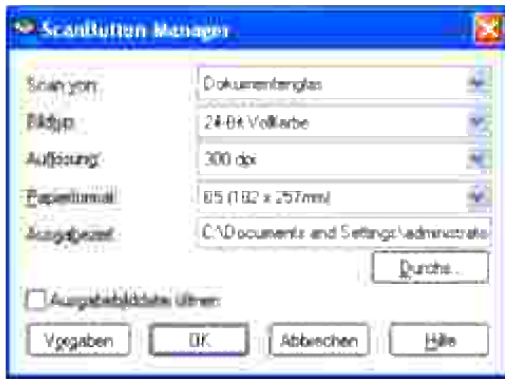 ScanButton Manager
Scan von: Dokumentenglas
Bildtyp: 24-Bit Vollfarbe
Auflösung: 300 dpi
Papierformat: B5 (182 x 257mm)
Ausgabeziel: C:\Documents and Settings\administrato
Durchs...
Ausgabebilddatei öffnen
Vorgaben OK Abbrechen Hilfe